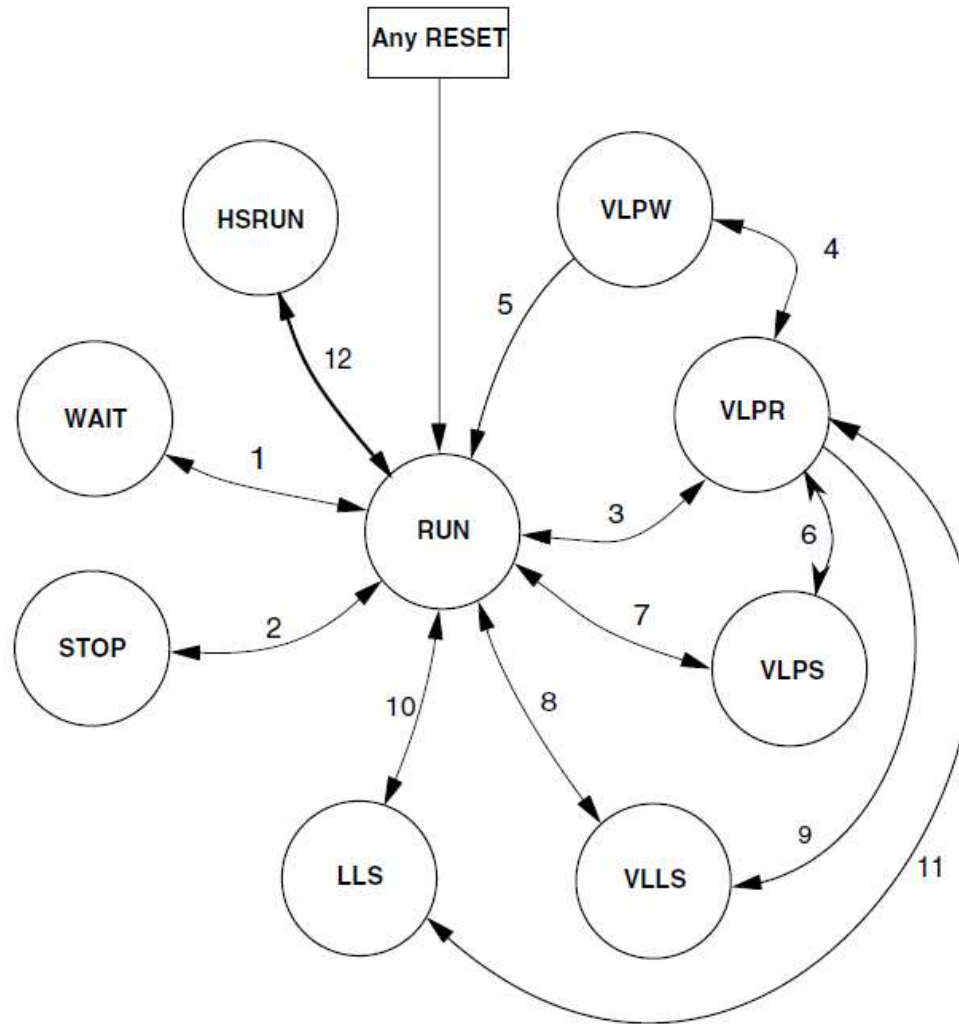 Any RESET
VLPW
HSRUN
4
5
12
VLPR
WAIT
1
3
RUN
6
7
2
STOP
VLPS
8
10
9
11
LLS
VLLS